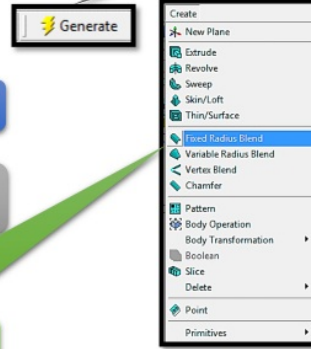 Generate
Create
New Plane
Extrude
Revolve
Sweep
Skin/Loft
Thin/Surface
Fixed Radius Blend
Variable Radius Blend
Vertex Blend
Chamfer
Pattern
Body Operation
Body Transformation
Boolean
Slice
Delete
Point
Primitives